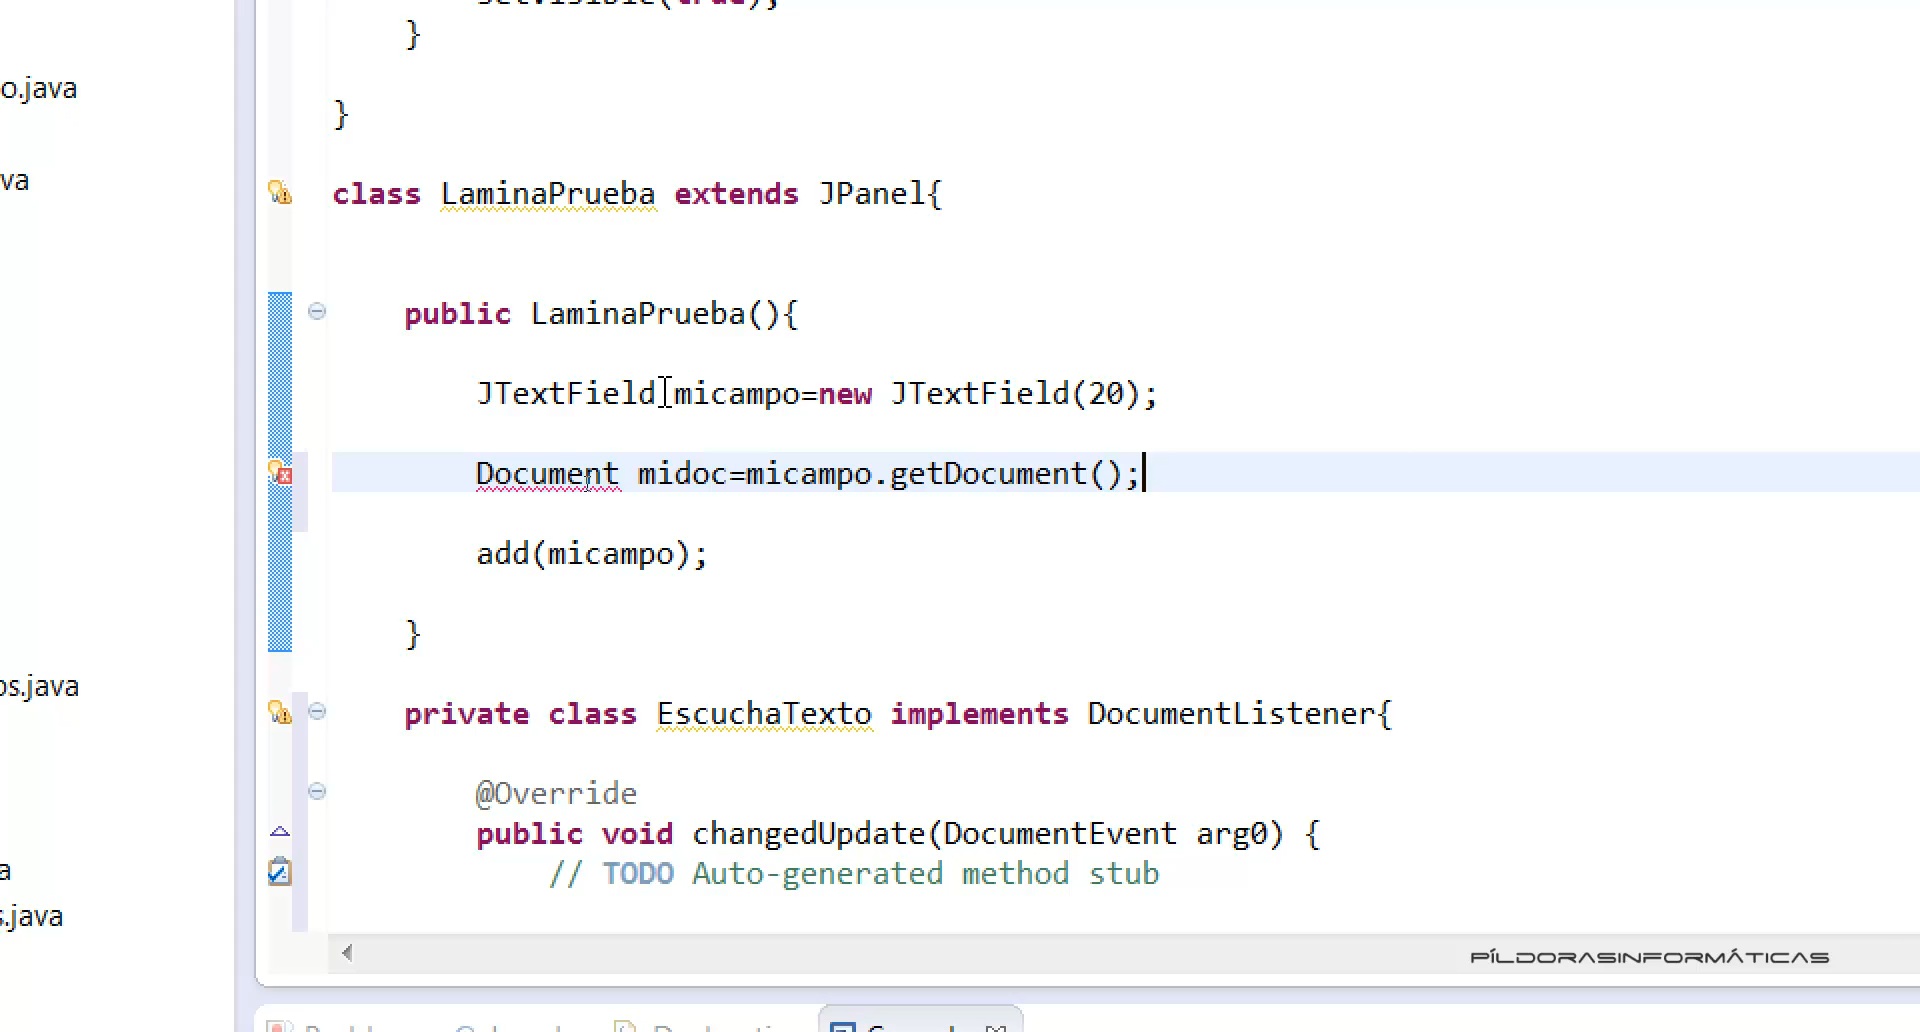 setVisible(true);
}
o.java
}
va
class LaminaPrueba extends JPanel{
public LaminaPrueba(){
JTextField micampo=new JTextField(20);
Document midoc=micampo.getDocument();
add(micampo);
}
os.java
private class EscuchaTexto implements DocumentListener{
@Override
public void changedUpdate(DocumentEvent arg0) {
// TODO Auto-generated method stub
a
s.java
PÍLDORASINFORMÁTICAS